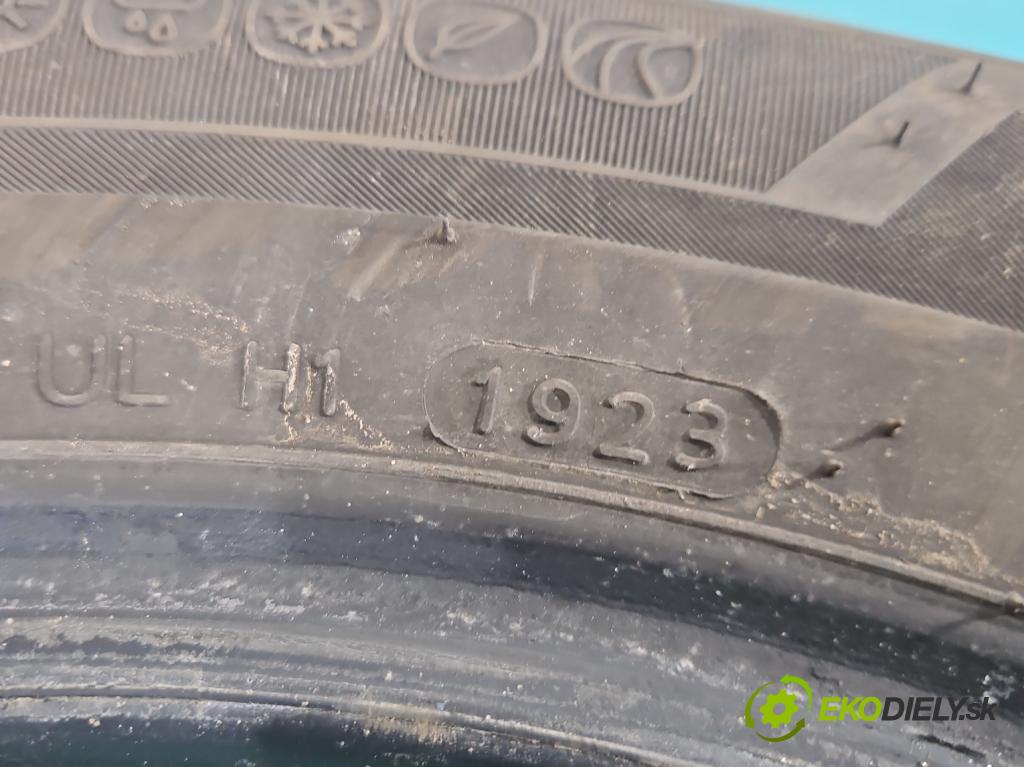 UL H1 1923
EKODIELY.sk